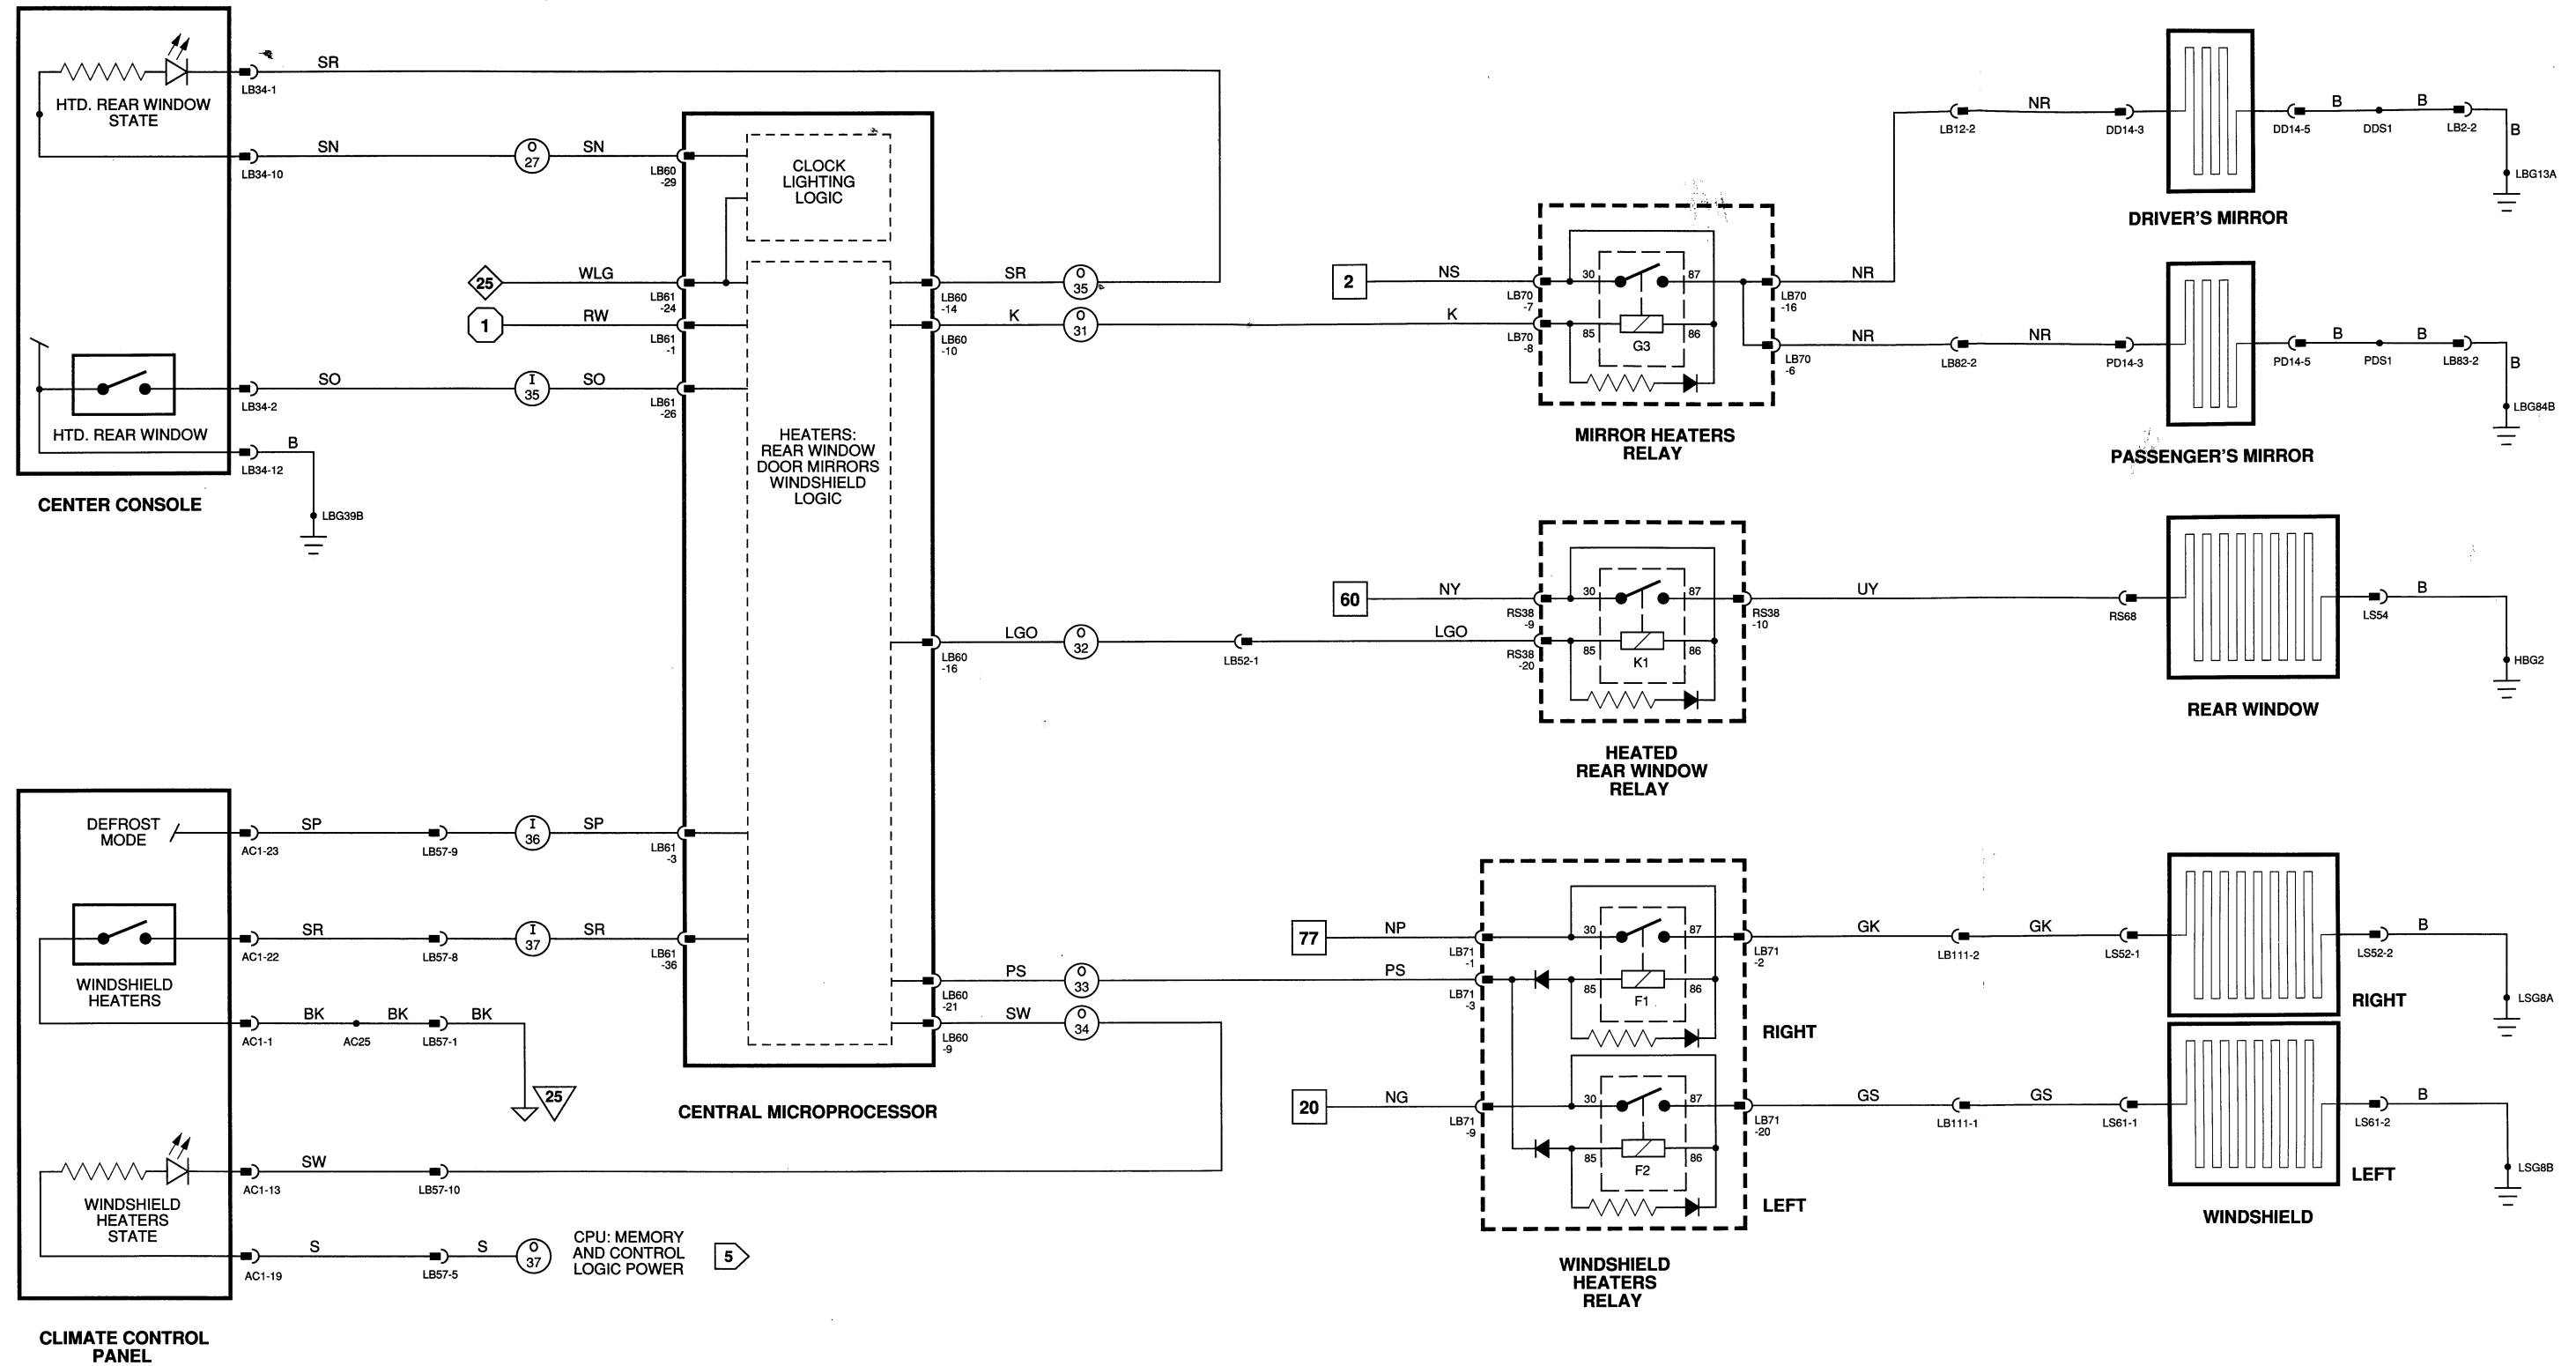 SR
LB34-1
HTD. REAR WINDOW
STATE
SN
LB34-10
O
27
SN
LB60
-29
CLOCK
LIGHTING
LOGIC
25
WLG
LB61
-24
1
RW
LB61
-1
SO
LB34-2
I
35
SO
LB61
-26
HTD. REAR WINDOW
B
LB34-12
LBG39B
CENTER CONSOLE
HEATERS:
REAR WINDOW
DOOR MIRRORS
WINDSHIELD
LOGIC
LB60
-14
SR
O
35
LB60
-10
K
O
31
K
2
NS
LB70
-7
LB70
-8
30
87
85
86
G3
LB70
-16
LB70
-6
MIRROR HEATERS
RELAY
NR
LB12-2
NR
DD14-3
DD14-5
B
DDS1
B
LB2-2
B
LBG13A
DRIVER'S MIRROR
NR
LB82-2
NR
PD14-3
PD14-5
B
PDS1
B
LB83-2
B
LBG84B
PASSENGER'S MIRROR
LB60
-16
LGO
O
32
LB52-1
LGO
60
NY
RS38
-9
RS38
-20
30
87
85
86
K1
RS38
-10
HEATED
REAR WINDOW
RELAY
UY
RS68
LS54
B
HBG2
REAR WINDOW
DEFROST
MODE
SP
AC1-23
LB57-9
I
36
SP
LB61
-3
WINDSHIELD
HEATERS
SR
AC1-22
LB57-8
I
37
SR
LB61
-36
BK
AC1-1
AC25
BK
LB57-1
BK
25
SW
AC1-13
LB57-10
WINDSHIELD
HEATERS
STATE
S
AC1-19
S
LB57-5
O
37
CPU: MEMORY
AND CONTROL
LOGIC POWER
5
CLIMATE CONTROL
PANEL
CENTRAL MICROPROCESSOR
LB60
-21
PS
O
33
PS
LB60
-9
SW
O
34
77
NP
LB71
-1
LB71
-3
30
87
85
86
F1
LB71
-2
RIGHT
20
NG
LB71
-9
30
87
85
86
F2
LB71
-20
LEFT
WINDSHIELD
HEATERS
RELAY
GK
LB111-2
GK
LS52-1
LS52-2
B
LSG8A
RIGHT
GS
LB111-1
GS
LS61-1
LS61-2
B
LSG8B
LEFT
WINDSHIELD